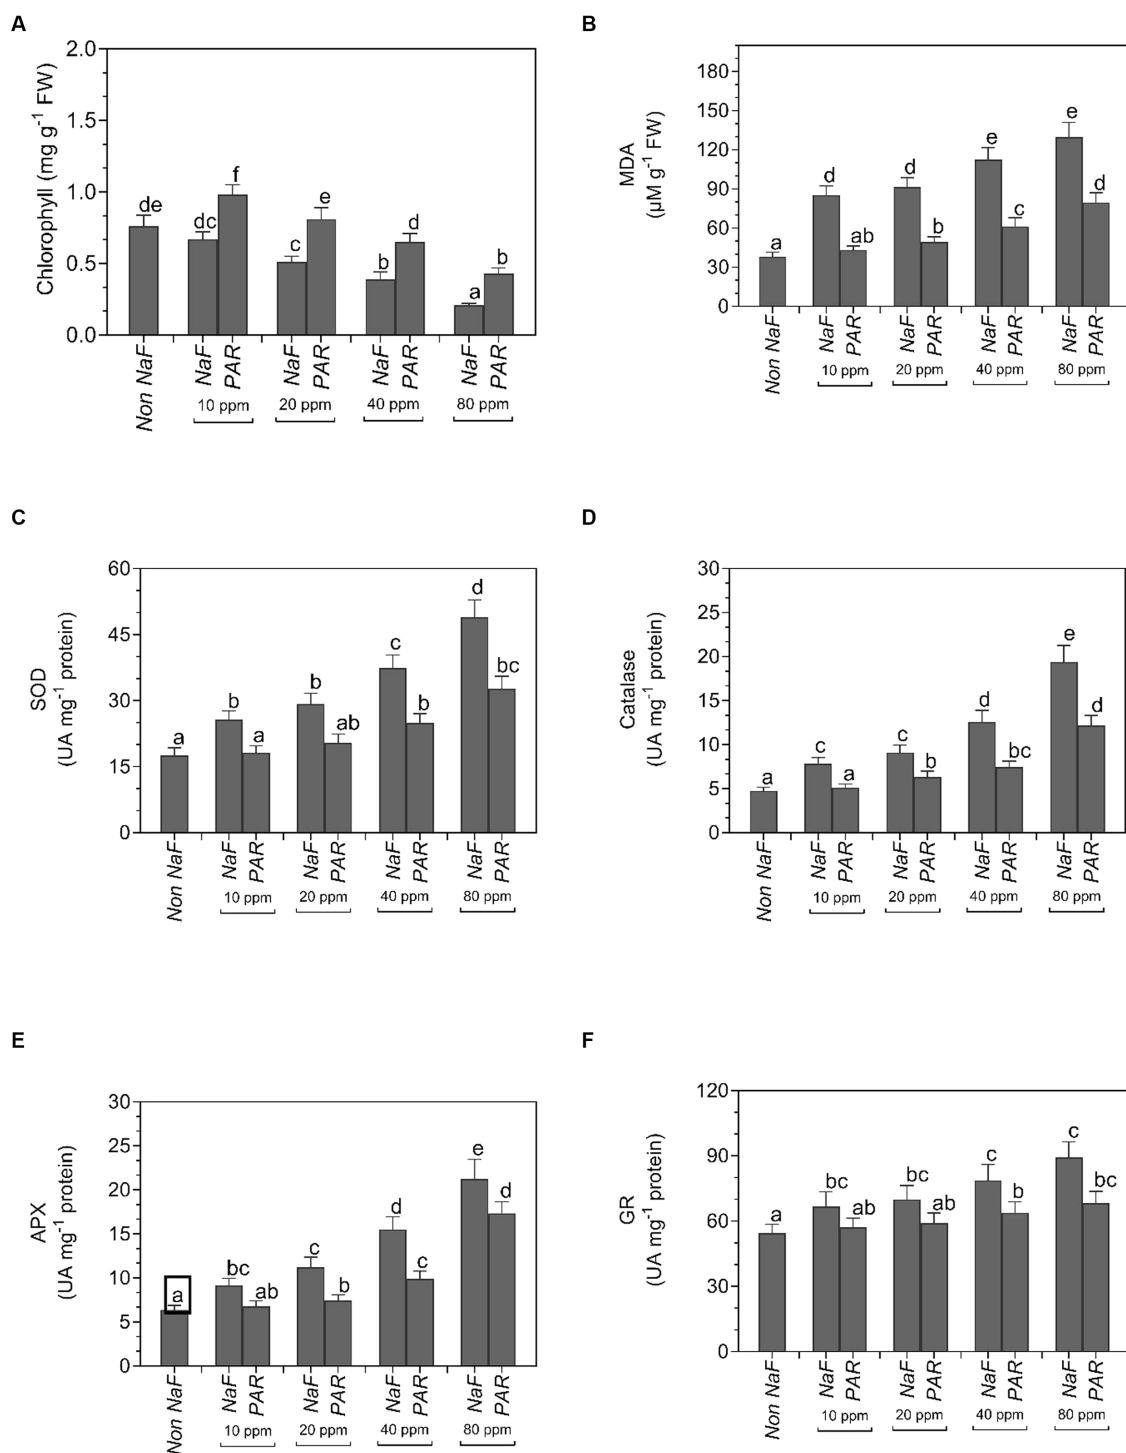 A
Chlorophyll (mg g⁻¹ FW)
2.0
1.5
1.0
0.5
0.0
de
dc
f
c
e
b
d
a
b
Non NaF
NaF
PAR
NaF
PAR
NaF
PAR
NaF
PAR
10 ppm
20 ppm
40 ppm
80 ppm
B
MDA
(µM g⁻¹ FW)
180
150
120
90
60
30
0
a
d
ab
d
b
e
c
e
d
Non NaF
NaF
PAR
NaF
PAR
NaF
PAR
NaF
PAR
10 ppm
20 ppm
40 ppm
80 ppm
C
SOD
(UA mg⁻¹ protein)
60
45
30
15
0
a
b
a
b
ab
c
b
d
bc
Non NaF
NaF
PAR
NaF
PAR
NaF
PAR
NaF
PAR
10 ppm
20 ppm
40 ppm
80 ppm
D
Catalase
(UA mg⁻¹ protein)
30
25
20
15
10
5
0
a
c
a
c
b
d
bc
e
d
Non NaF
NaF
PAR
NaF
PAR
NaF
PAR
NaF
PAR
10 ppm
20 ppm
40 ppm
80 ppm
E
APX
(UA mg⁻¹ protein)
30
25
20
15
10
5
0
a
bc
ab
c
b
d
c
e
d
Non NaF
NaF
PAR
NaF
PAR
NaF
PAR
NaF
PAR
10 ppm
20 ppm
40 ppm
80 ppm
F
GR
(UA mg⁻¹ protein)
120
90
60
30
0
a
bc
ab
bc
ab
c
b
c
bc
Non NaF
NaF
PAR
NaF
PAR
NaF
PAR
NaF
PAR
10 ppm
20 ppm
40 ppm
80 ppm